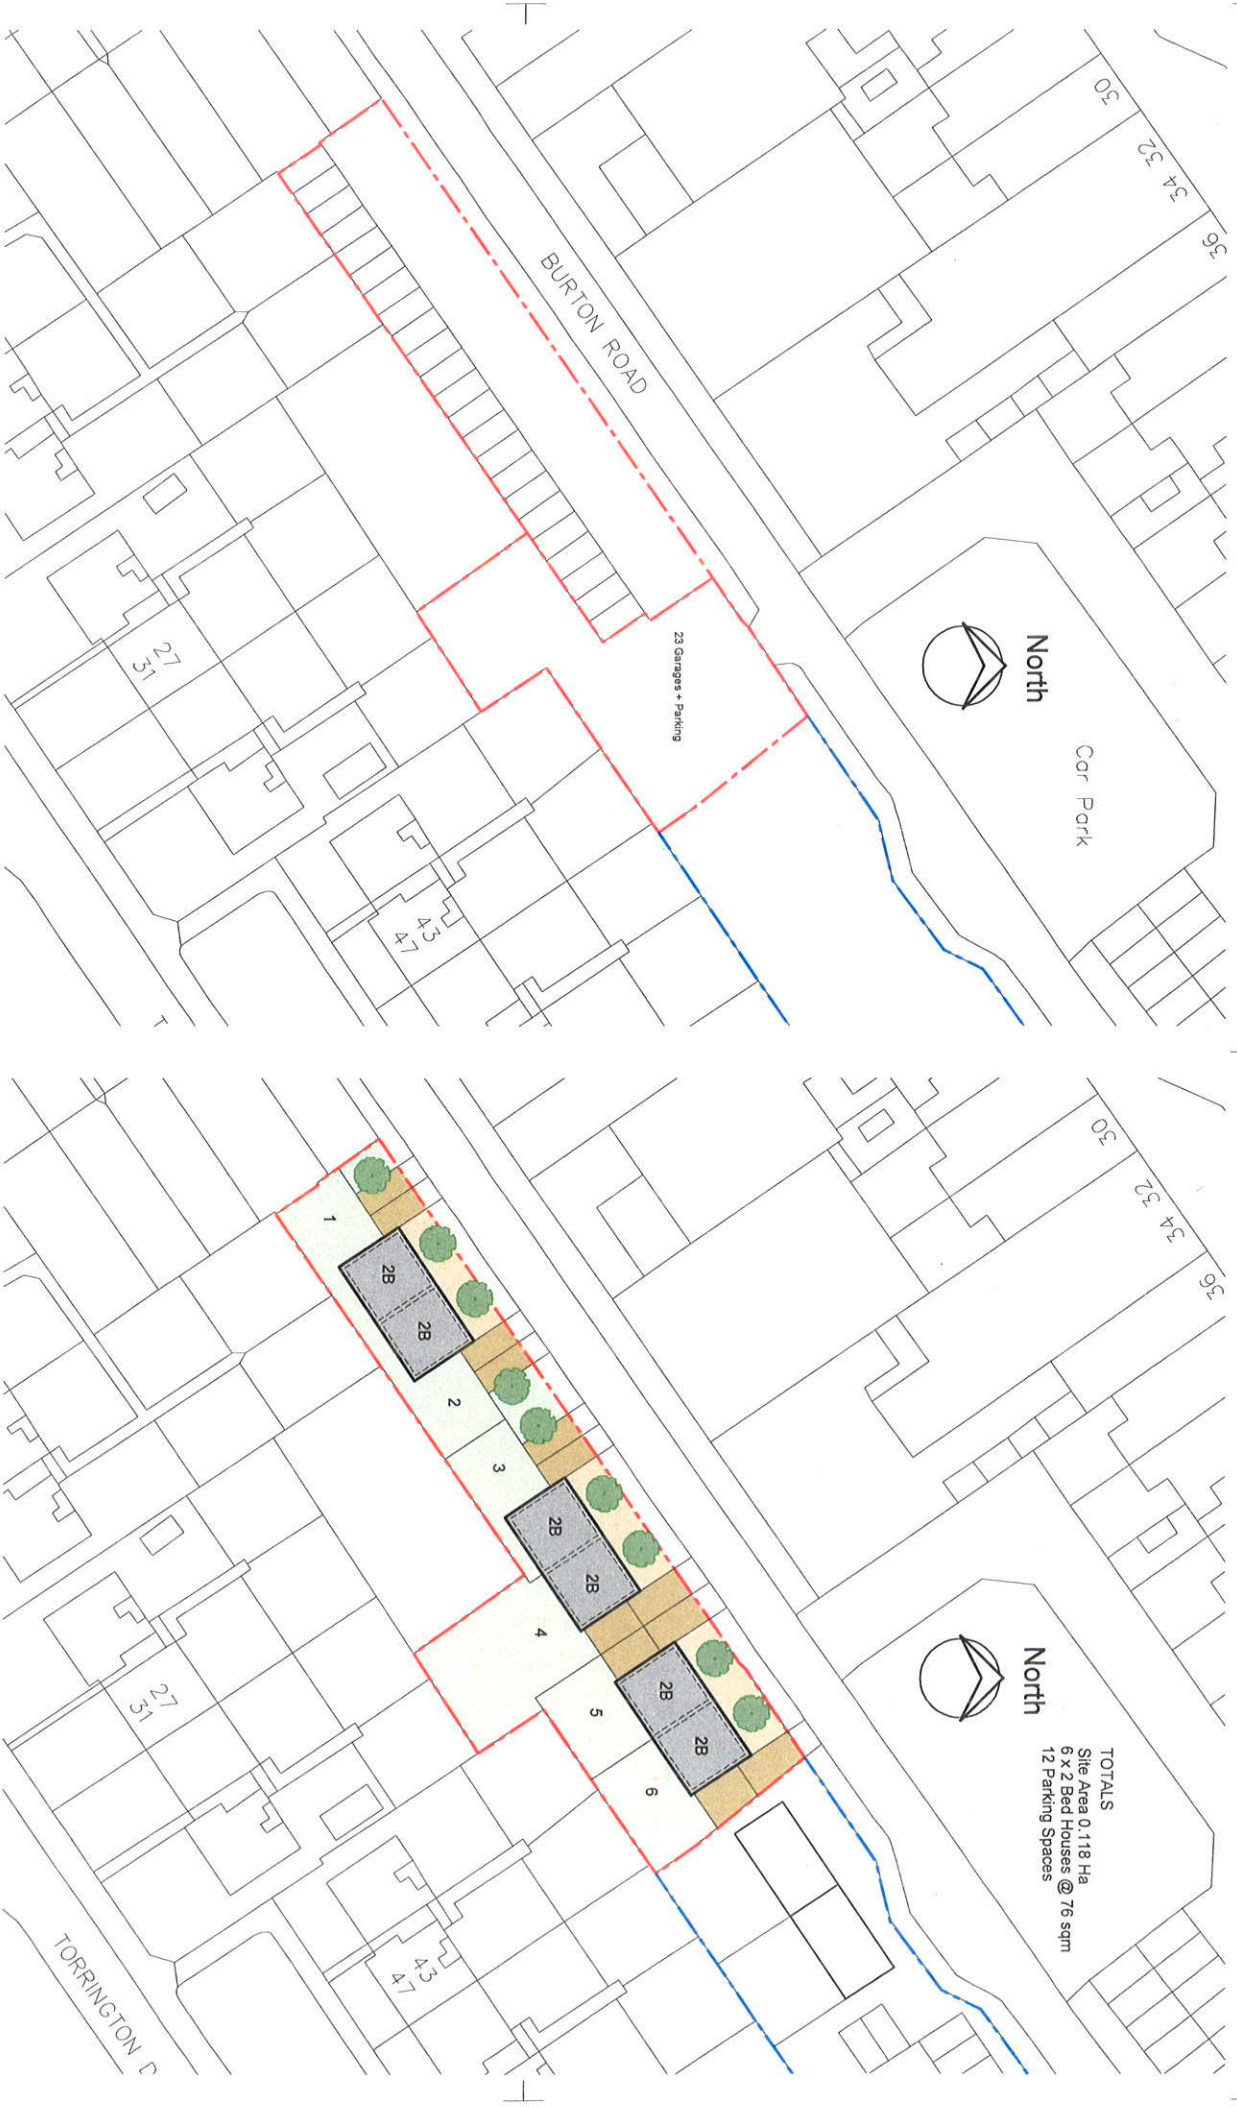 30
32
34
36
BURTON ROAD
North
Car Park
23 Garages + Parking
27
31
43
47
T
30
32
34
36
North
TOTALS
Site Area 0.118 Ha
6 x 2 Bed Houses @ 76 sqm
12 Parking Spaces
1
2B
2B
2
3
2B
2B
4
2B
2B
5
6
27
31
43
47
TORRINGTON D